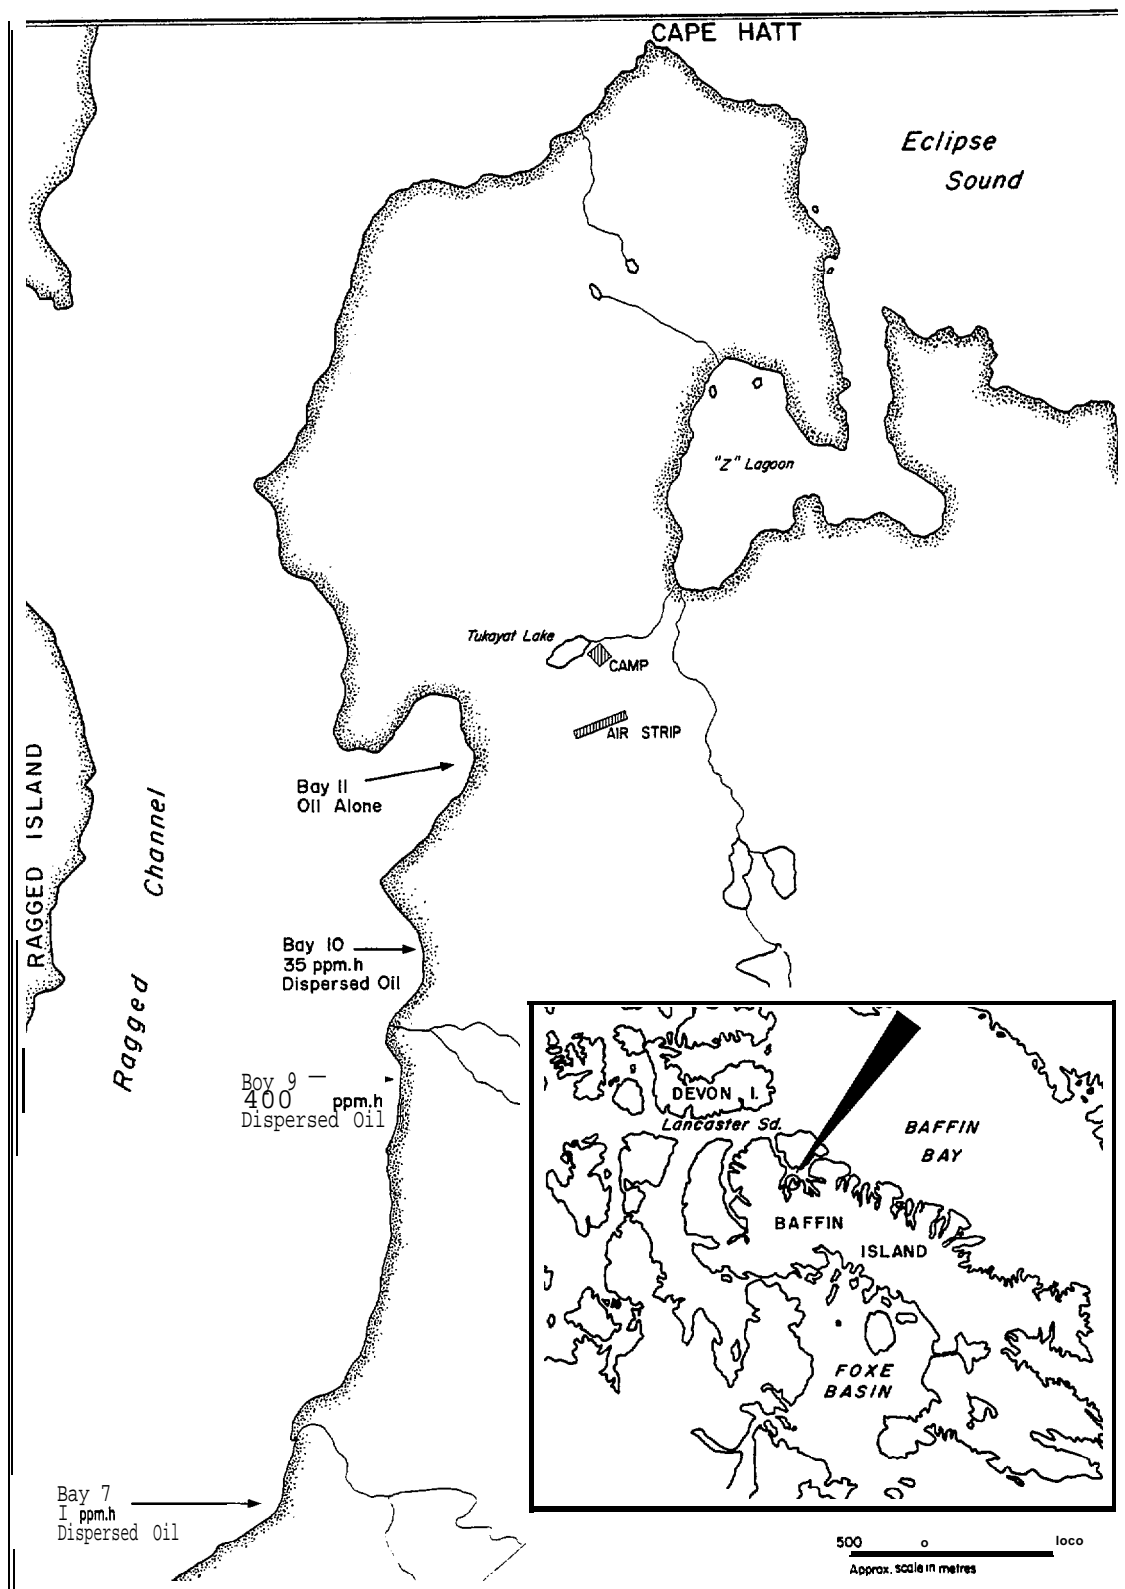 CAPE HATT
Eclipse
Sound
"Z" Lagoon
Tukayat Lake
CAMP
AIR STRIP
RAGGED ISLAND
Ragged Channel
Bay 11
Oil Alone
Bay 10
35 ppm.h
Dispersed Oil
Boy 9
400 ppm.h
Dispersed Oil
DEVON I.
Lancaster Sd.
BAFFIN
BAY
BAFFIN
ISLAND
FOXE
BASIN
Bay 7
I ppm.h
Dispersed Oil
500 o loco
Approx. scale in metres